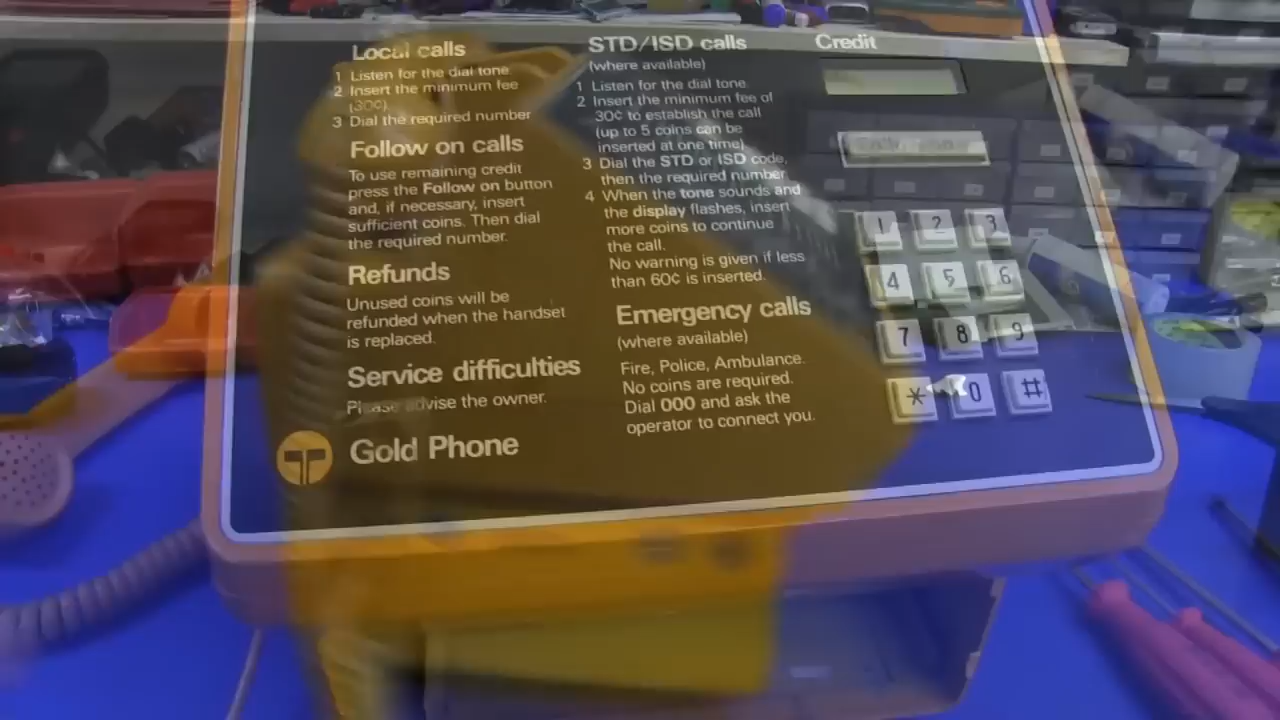 Local calls
1 Listen for the dial tone.
2 Insert the minimum fee
(30¢).
3 Dial the required number
Follow on calls
To use remaining credit
press the Follow on button
and, if necessary, insert
sufficient coins. Then dial
the required number.
Refunds
Unused coins will be
refunded when the handset
is replaced.
Service difficulties
Please advise the owner.
Gold Phone
STD/ISD calls
(where available)
1 Listen for the dial tone.
2 Insert the minimum fee of
30¢ to establish the call
(up to 5 coins can be
inserted at one time)
3 Dial the STD or ISD code,
then the required number.
4 When the tone sounds and
the display flashes, insert
more coins to continue
the call.
No warning is given if less
than 60¢ is inserted.
Emergency calls
(where available)
Fire, Police, Ambulance.
No coins are required.
Dial 000 and ask the
operator to connect you.
Credit
1 2 3
4 5 6
7 8 9
* 0 #